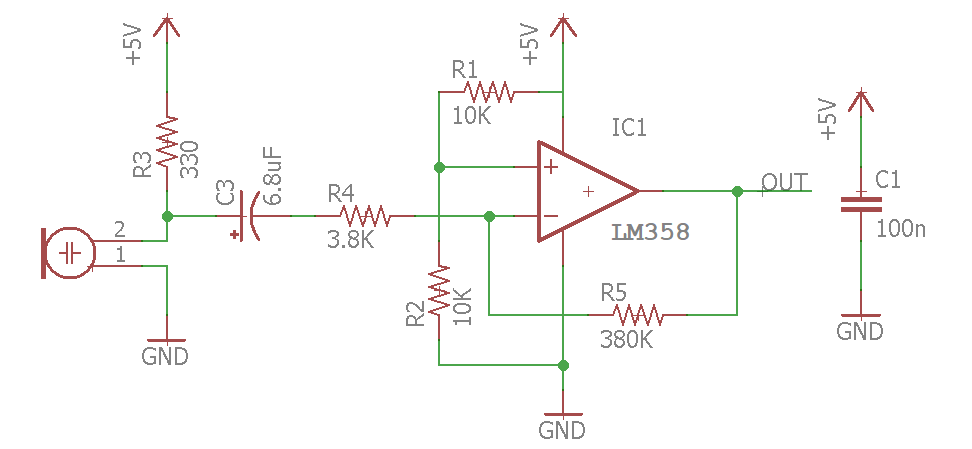 +5V
R3
330
2
1
GND
C3
6.8uF
+
R4
3.8K
R1
10K
+5V
R2
10K
IC1
+
−
LM358
OUT
R5
380K
GND
+5V
C1
100n
GND